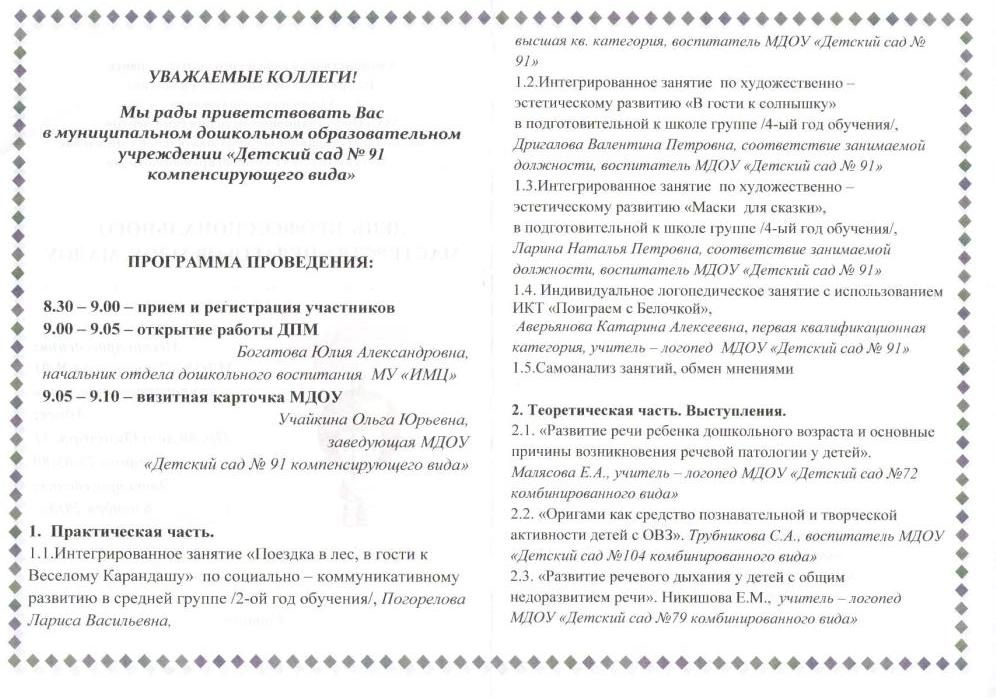 УВАЖАЕМЫЕ КОЛЛЕГИ!
Мы рады приветствовать Вас
в муниципальном дошкольном образовательном
учреждении «Детский сад № 91
компенсирующего вида»
ПРОГРАММА ПРОВЕДЕНИЯ:
8.30 – 9.00 – прием и регистрация участников
9.00 – 9.05 – открытие работы ДПМ
Богатова Юлия Александровна,
начальник отдела дошкольного воспитания МУ «ИМЦ»
9.05 – 9.10 – визитная карточка МДОУ
Учайкина Ольга Юрьевна,
заведующая МДОУ
«Детский сад № 91 компенсирующего вида»
1. Практическая часть.
1.1.Интегрированное занятие «Поездка в лес, в гости к
Веселому Карандашу» по социально – коммуникативному
развитию в средней группе /2-ой год обучения/, Погорелова
Лариса Васильевна,
высшая кв. категория, воспитатель МДОУ «Детский сад №
91»
1.2.Интегрированное занятие по художественно –
эстетическому развитию «В гости к солнышку»
в подготовительной к школе группе /4-ый год обучения/,
Дригалова Валентина Петровна, соответствие занимаемой
должности, воспитатель МДОУ «Детский сад № 91»
1.3.Интегрированное занятие по художественно –
эстетическому развитию «Маски для сказки»,
в подготовительной к школе группе /4-ый год обучения/,
Ларина Наталья Петровна, соответствие занимаемой
должности, воспитатель МДОУ «Детский сад № 91»
1.4. Индивидуальное логопедическое занятие с использованием
ИКТ «Поиграем с Белочкой»,
Аверьянова Катарина Алексеевна, первая квалификационная
категория, учитель – логопед МДОУ «Детский сад № 91»
1.5.Самоанализ занятий, обмен мнениями
2. Теоретическая часть. Выступления.
2.1. «Развитие речи ребенка дошкольного возраста и основные
причины возникновения речевой патологии у детей».
Малясова Е.А., учитель – логопед МДОУ «Детский сад №72
комбинированного вида»
2.2. «Оригами как средство познавательной и творческой
активности детей с ОВЗ». Трубникова С.А., воспитатель МДОУ
«Детский сад №104 комбинированного вида»
2.3. «Развитие речевого дыхания у детей с общим
недоразвитием речи». Никишова Е.М., учитель – логопед
МДОУ «Детский сад №79 комбинированного вида»